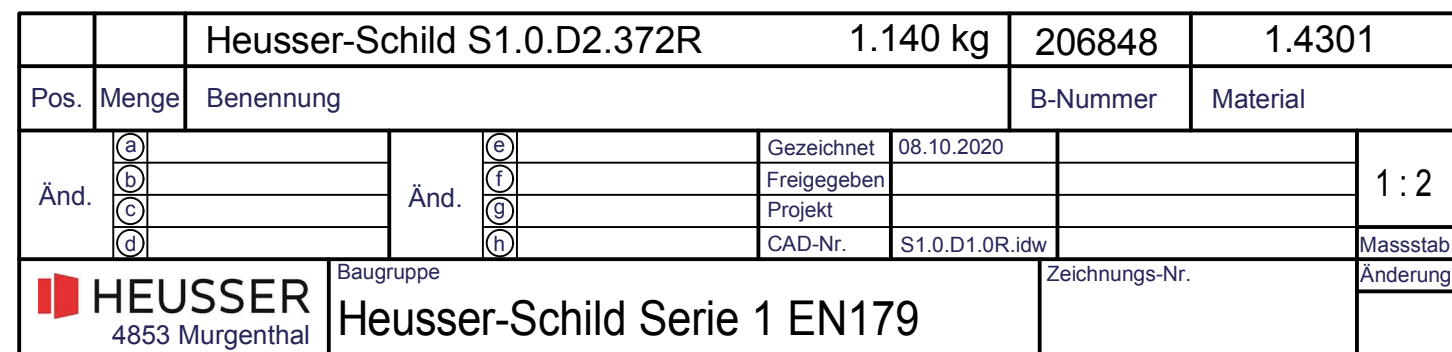 Heusser-Schild S1.0.D2.372R 1.140 kg 206848 1.4301
Pos. Menge Benennung B-Nummer Material
Änd. a Änd. e Gezeichnet 08.10.2020
b f Freigegeben 1 : 2
c g Projekt
d h CAD-Nr. S1.0.D1.0R.idw Massstab
HEUSSER Baugruppe Zeichnungs-Nr. Änderung
4853 Murgenthal Heusser-Schild Serie 1 EN179